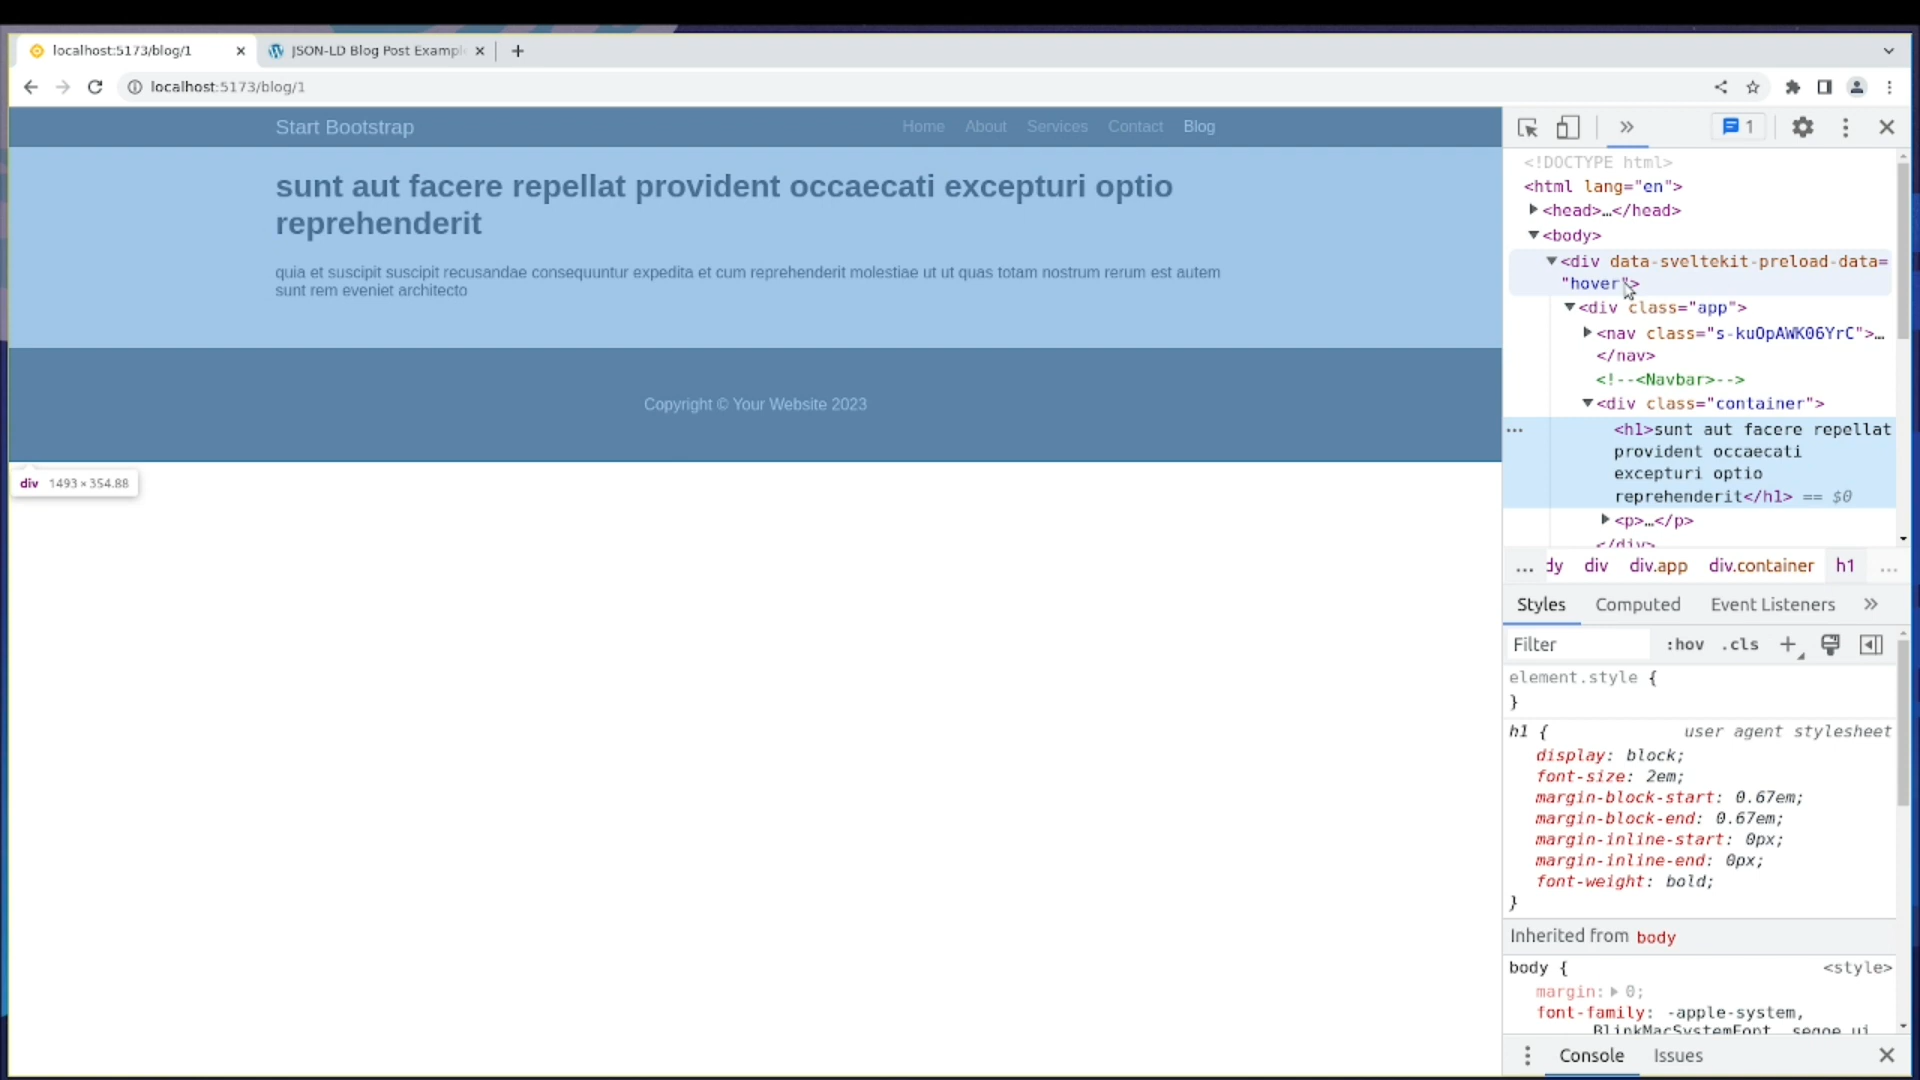 localhost:5173/blog/1
JSON-LD Blog Post Exampl
localhost:5173/blog/1
Start Bootstrap
Home About Services Contact Blog
sunt aut facere repellat provident occaecati excepturi optio
reprehenderit
quia et suscipit suscipit recusandae consequuntur expedita et cum reprehenderit molestiae ut ut quas totam nostrum rerum est autem
sunt rem eveniet architecto
Copyright © Your Website 2023
div 1493 × 354.88
1
<!DOCTYPE html>
<html lang="en">
<head>…</head>
<body>
<div data-sveltekit-preload-data=
"hover">
<div class="app">
<nav class="s-kuOpAWK06YrC">…
</nav>
<!--<Navbar>-->
<div class="container">
<h1>sunt aut facere repellat
provident occaecati
excepturi optio
reprehenderit</h1> == $0
<p>…</p>
</div>
… dy div div.app div.container h1 …
Styles Computed Event Listeners
Filter :hov .cls
element.style {
}
h1 { user agent stylesheet
display: block;
font-size: 2em;
margin-block-start: 0.67em;
margin-block-end: 0.67em;
margin-inline-start: 0px;
margin-inline-end: 0px;
font-weight: bold;
}
Inherited from body
body { <style>
margin: 0;
font-family: -apple-system,
BlinkMacSystemFont, segoe ui
Console Issues